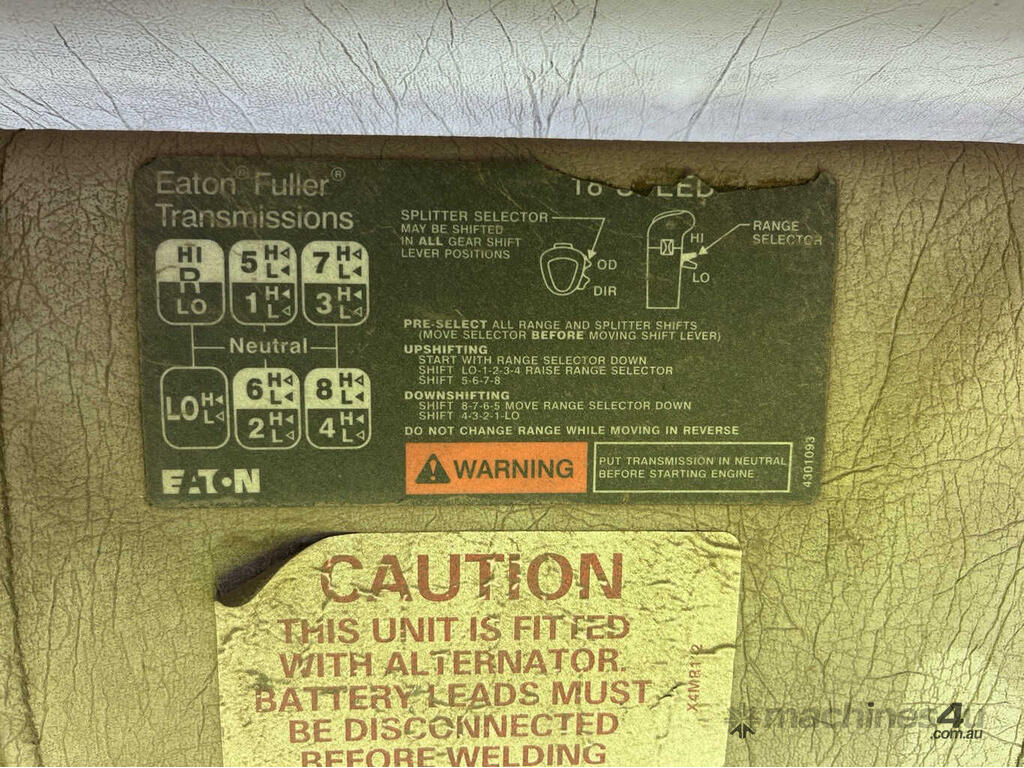 Eaton® Fuller®
Transmissions
SPLITTER SELECTOR
MAY BE SHIFTED
IN ALL GEAR SHIFT
LEVER POSITIONS
RANGE
SELECTOR
HI
LO
OD
DIR
HI
R
LO
5 H L
1 H L
7 H L
3 H L
Neutral
LO H L
6 H L
2 H L
8 H L
4 H L
PRE-SELECT ALL RANGE AND SPLITTER SHIFTS
(MOVE SELECTOR BEFORE MOVING SHIFT LEVER)
UPSHIFTING
START WITH RANGE SELECTOR DOWN
SHIFT LO-1-2-3-4 RAISE RANGE SELECTOR
SHIFT 5-6-7-8
DOWNSHIFTING
SHIFT 8-7-6-5 MOVE RANGE SELECTOR DOWN
SHIFT 4-3-2-1-LO
DO NOT CHANGE RANGE WHILE MOVING IN REVERSE
EATON
WARNING
PUT TRANSMISSION IN NEUTRAL
BEFORE STARTING ENGINE
4301093
CAUTION
THIS UNIT IS FITTED
WITH ALTERNATOR.
BATTERY LEADS MUST
BE DISCONNECTED
BEFORE WELDING
machines4u
.com.au